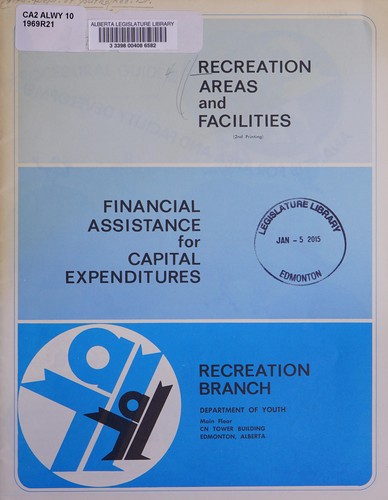 CA2 ALWY 10
1969R21
ALBERTA LEGISLATURE LIBRARY
3 3398 00408 6582
RECREATION
AREAS
and
FACILITIES
(2nd Printing)
FINANCIAL
ASSISTANCE
for
CAPITAL
EXPENDITURES
LEGISLATURE LIBRARY
JAN - 5 2015
EDMONTON
RECREATION
BRANCH
DEPARTMENT OF YOUTH
Main Floor
CN TOWER BUILDING
EDMONTON, ALBERTA